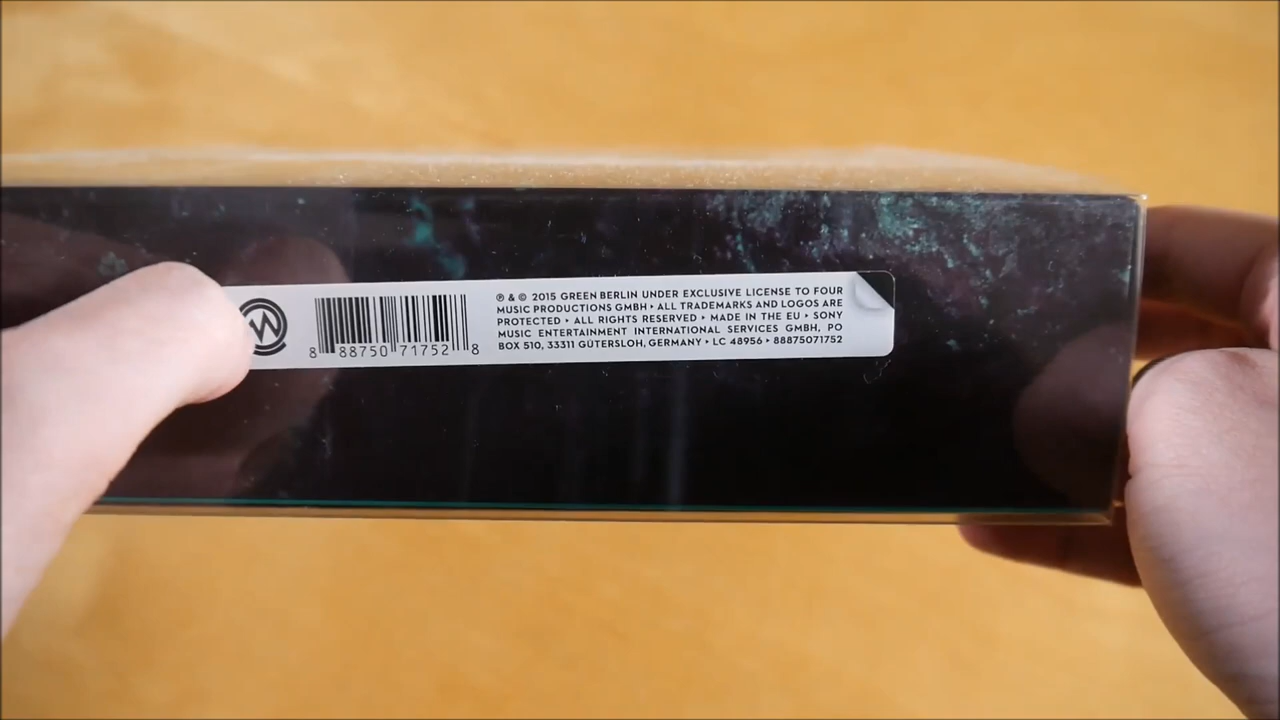 ℗ & © 2015 GREEN BERLIN UNDER EXCLUSIVE LICENSE TO FOUR
MUSIC PRODUCTIONS GMBH ▸ ALL TRADEMARKS AND LOGOS ARE
PROTECTED ▸ ALL RIGHTS RESERVED ▸ MADE IN THE EU ▸ SONY
MUSIC ENTERTAINMENT INTERNATIONAL SERVICES GMBH, PO
BOX 510, 33311 GÜTERSLOH, GERMANY ▸ LC 48956 ▸ 88875071752
8 88750 71752 8